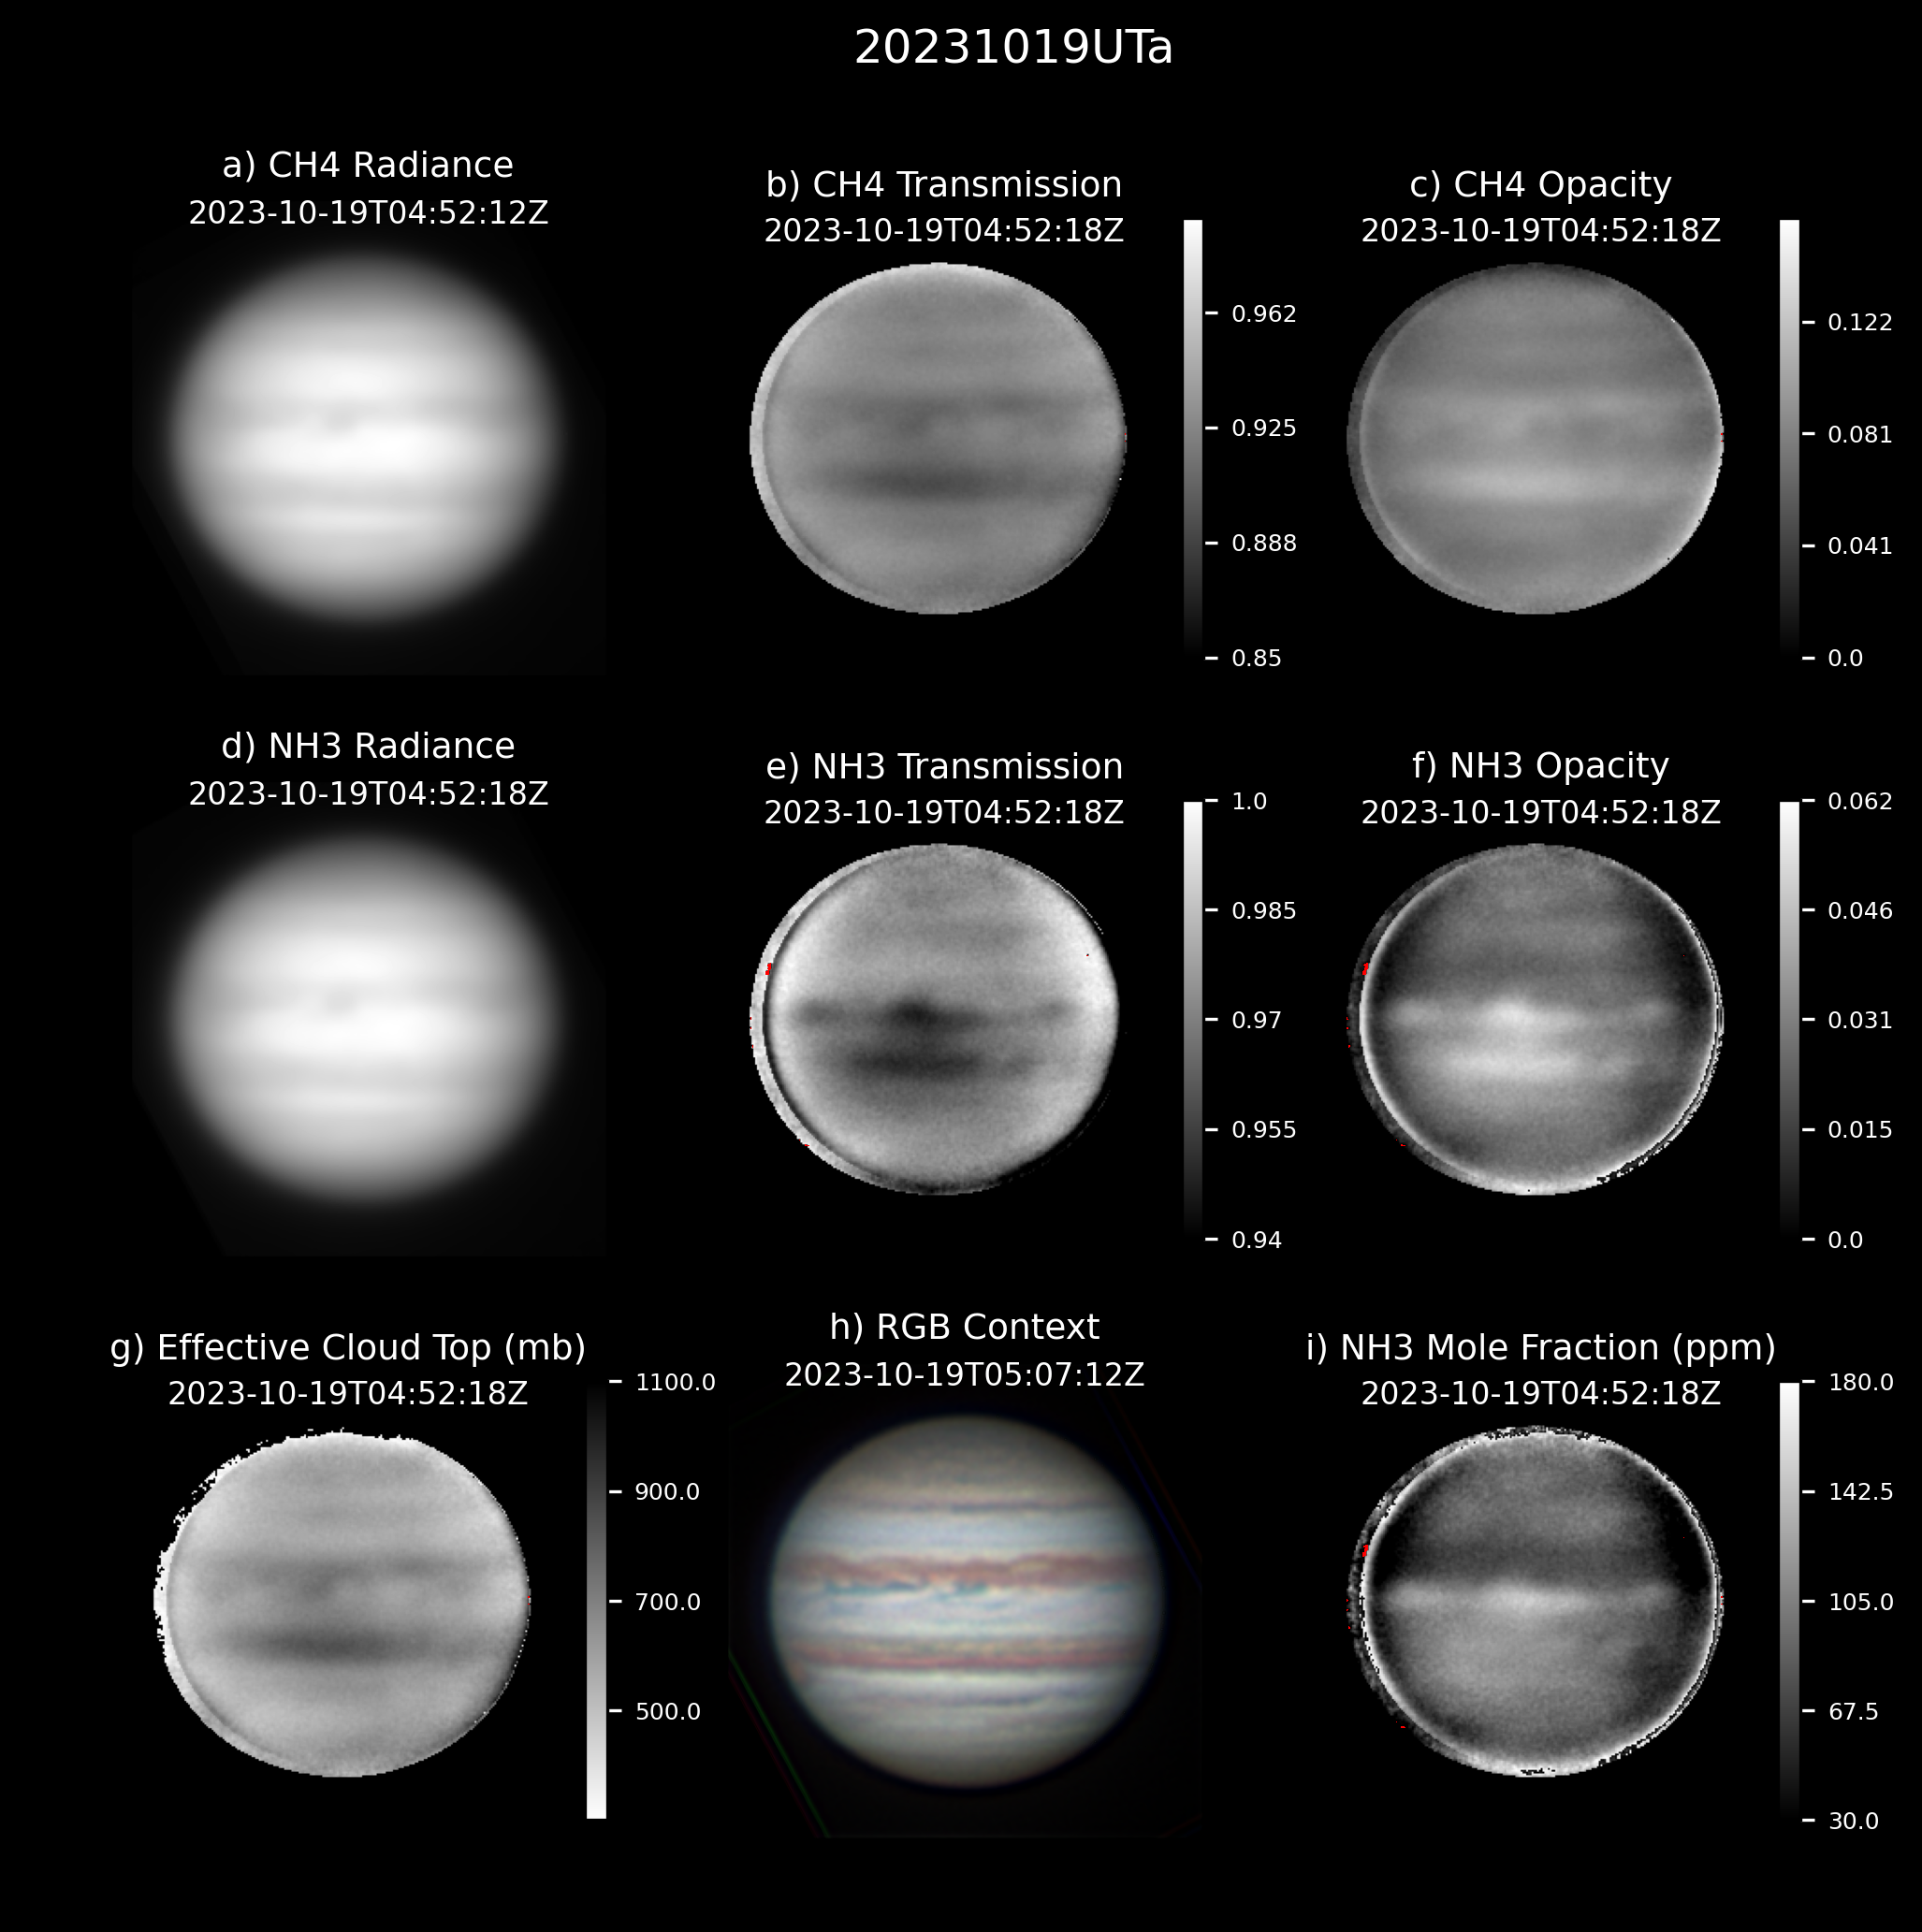 20231019UTa
a) CH4 Radiance
2023-10-19T04:52:12Z
b) CH4 Transmission
2023-10-19T04:52:18Z
0.962
0.925
0.888
0.85
c) CH4 Opacity
2023-10-19T04:52:18Z
0.122
0.081
0.041
0.0
d) NH3 Radiance
2023-10-19T04:52:18Z
e) NH3 Transmission
2023-10-19T04:52:18Z
1.0
0.985
0.97
0.955
0.94
f) NH3 Opacity
2023-10-19T04:52:18Z
0.062
0.046
0.031
0.015
0.0
g) Effective Cloud Top (mb)
2023-10-19T04:52:18Z
1100.0
900.0
700.0
500.0
h) RGB Context
2023-10-19T05:07:12Z
i) NH3 Mole Fraction (ppm)
2023-10-19T04:52:18Z
180.0
142.5
105.0
67.5
30.0